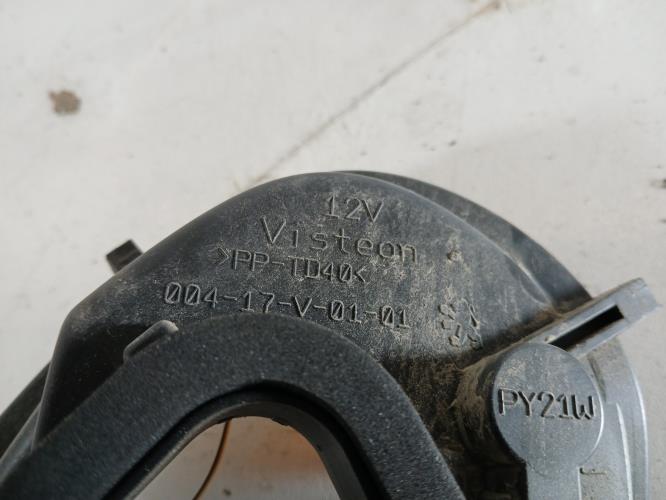 12V
Visteon
>PP-TD40<
004-17-V-01-01
PY21W